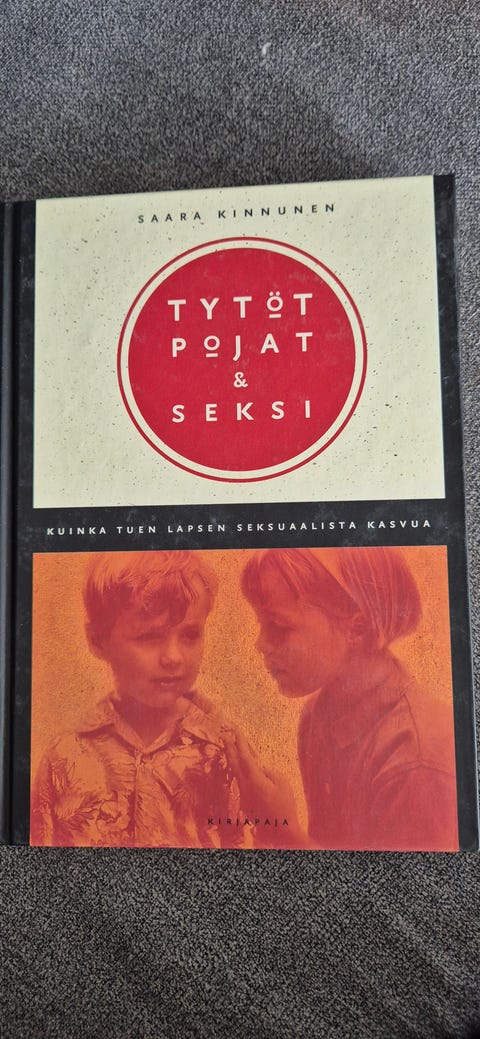 SAARA KINNUNEN
TYTÖT
POJAT
&
SEKSI
KUINKA TUEN LAPSEN SEKSUAALISTA KASVUA
KIRJAPAJA